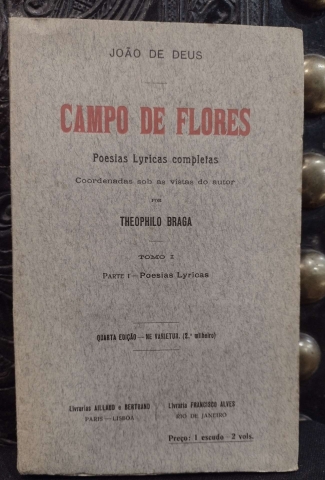 JOÃO DE DEUS
CAMPO DE FLORES
Poesias Lyricas completas
Coordenadas sob as vistas do autor
POR
THEOPHILO BRAGA
TOMO I
PARTE I — POESIAS LYRICAS
QUARTA EDIÇÃO — NE VARIETUR. (2.º milheiro)
Livrarias AILLAUD e BERTRAND
PARIS — LISBOA
Livraria FRANCISCO ALVES
RIO DE JANEIRO
Preço: 1 escudo - 2 vols.